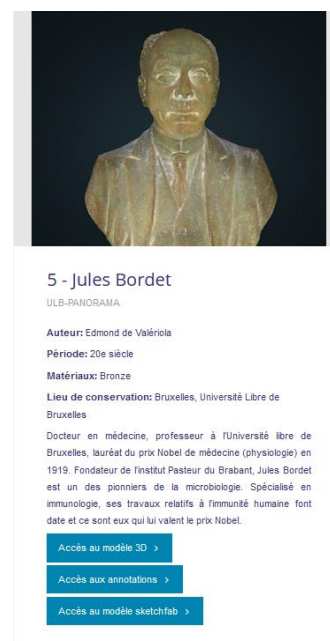 5 - Jules Bordet
ULB-PANORAMA
Auteur: Edmond de Valériola
Période: 20e siècle
Matériaux: Bronze
Lieu de conservation: Bruxelles, Université Libre de
Bruxelles
Docteur en médecine, professeur à l'Université libre de
Bruxelles, lauréat du prix Nobel de médecine (physiologie) en
1919. Fondateur de l'institut Pasteur du Brabant, Jules Bordet
est un des pionniers de la microbiologie. Spécialisé en
immunologie, ses travaux relatifs à l'immunité humaine font
date et ce sont eux qui lui valent le prix Nobel.
Accès au modèle 3D >
Accès aux annotations >
Accès au modèle sketchfab >